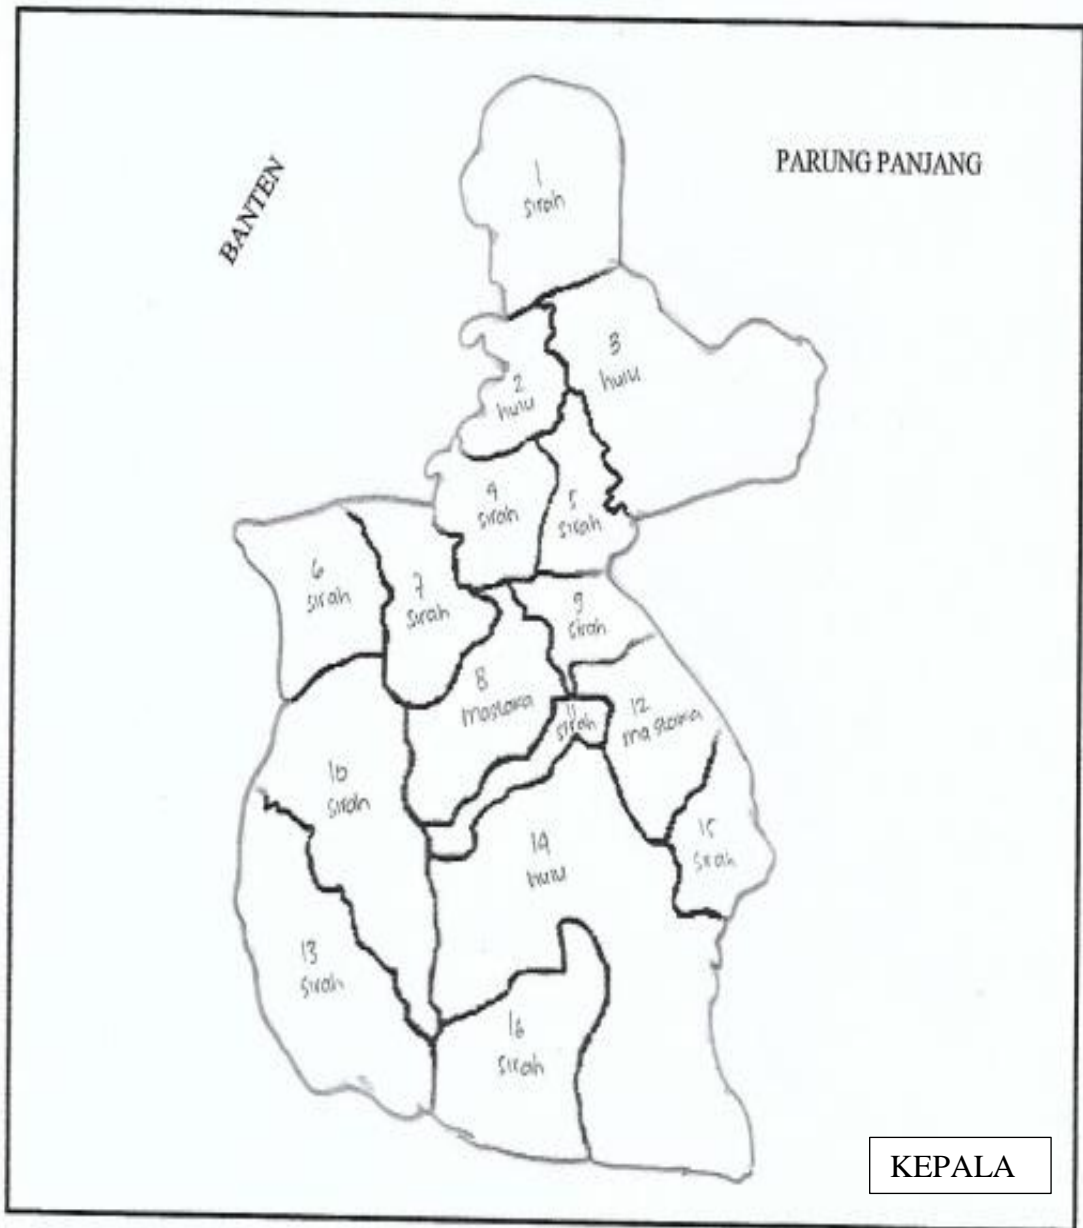 BANTEN
PARUNG PANJANG
1
sirah
2
hulu
3
hulu
4
sirah
5
sirah
6
sirah
7
sirah
8
mastaka
9
sirah
10
sirah
11
sirah
12
mastaka
13
sirah
14
hulu
15
sirah
16
sirah
KEPALA